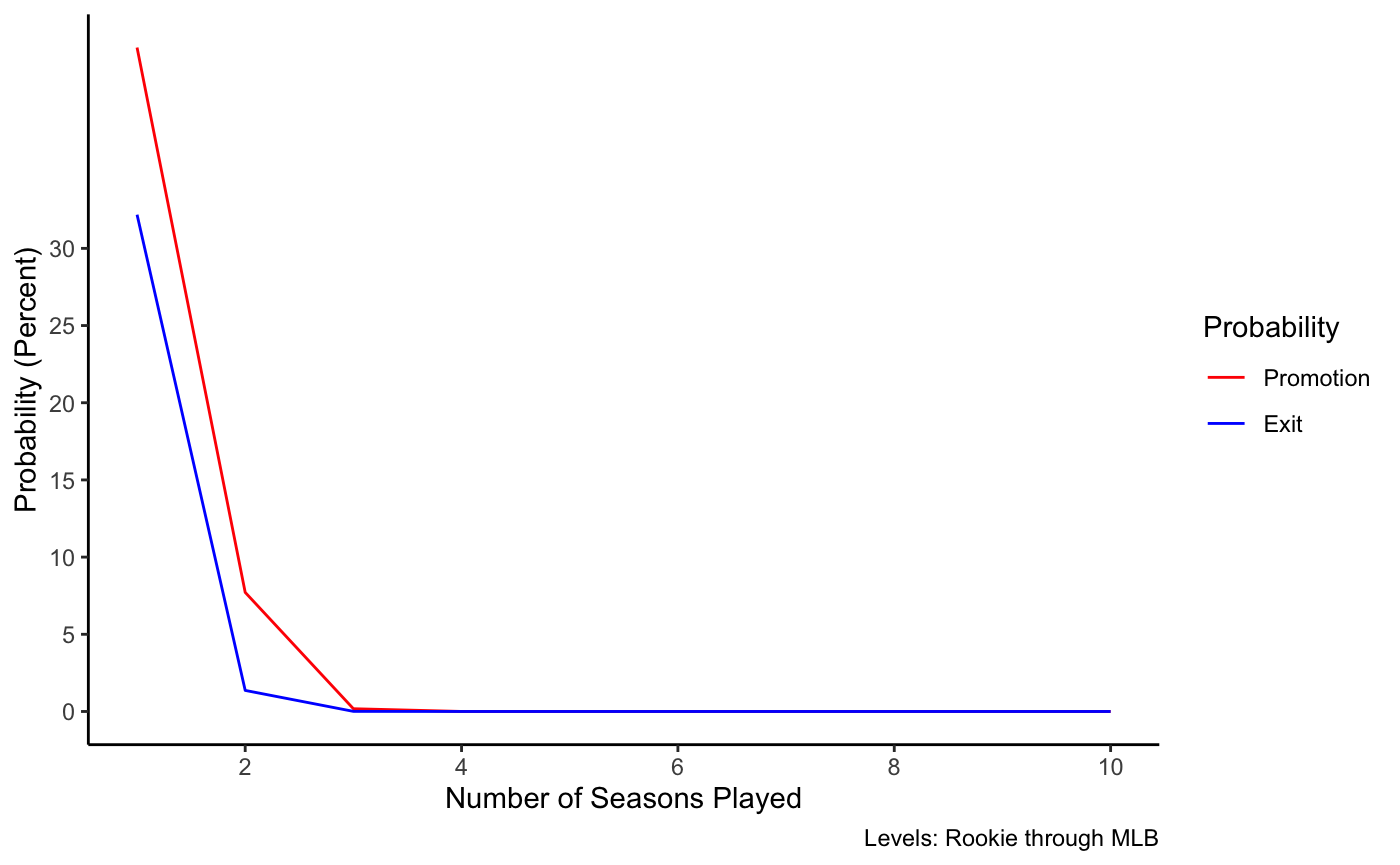 Probability (Percent)
30
25
20
15
10
5
0
2 4 6 8 10
Number of Seasons Played
Levels: Rookie through MLB
Probability
Promotion
Exit